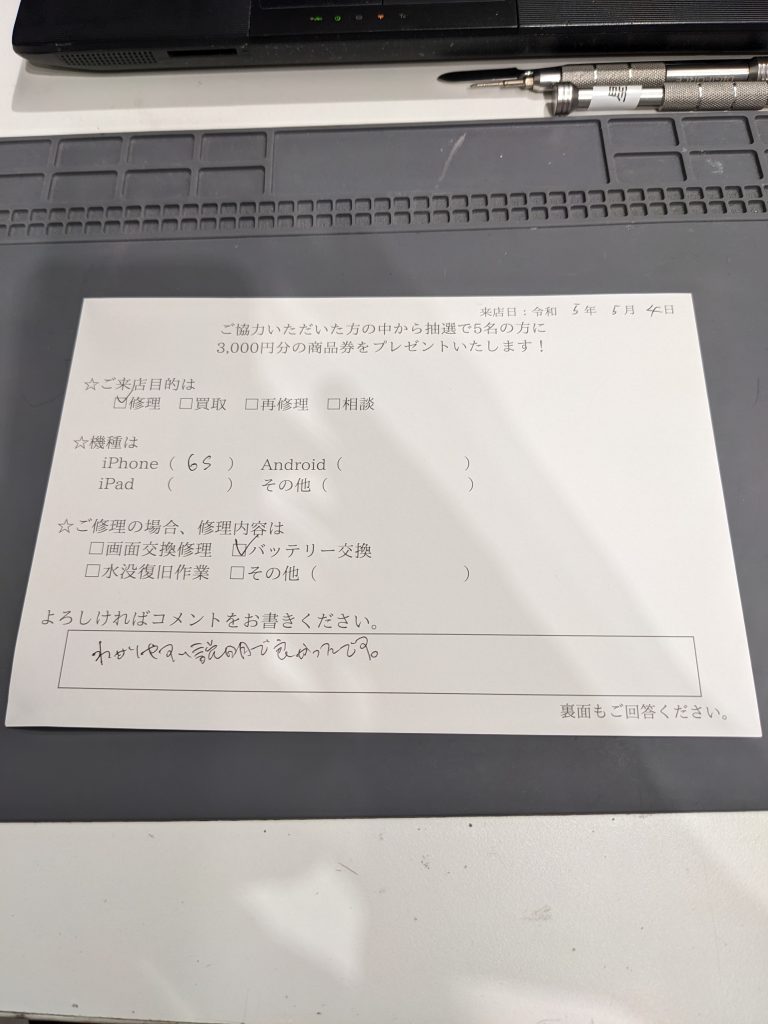 来店日：令和 5年 5月 4日
ご協力いただいた方の中から抽選で5名の方に
3,000円分の商品券をプレゼントいたします！
☆ご来店目的は
☑修理 □買取 □再修理 □相談
☆機種は
iPhone（ 6S ） Android（ ）
iPad （ ） その他（ ）
☆ご修理の場合、修理内容は
□画面交換修理 ☑バッテリー交換
□水没復旧作業 □その他（ ）
よろしければコメントをお書きください。
わかりやすい説明で良かったです。
裏面もご回答ください。